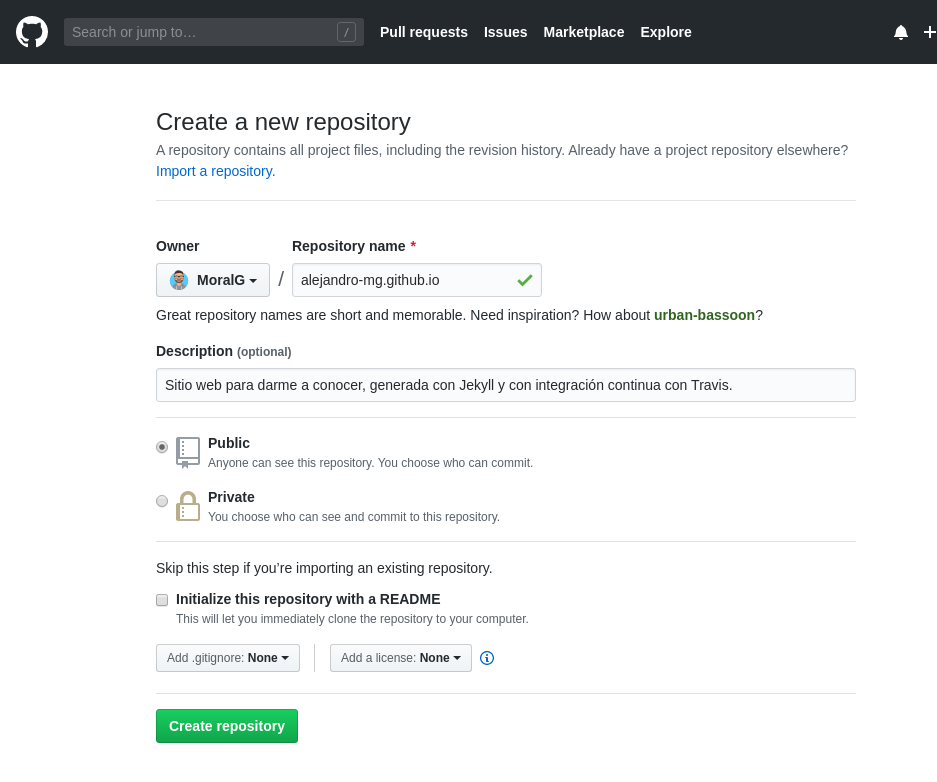 Search or jump to… /
Pull requests Issues Marketplace Explore
Create a new repository
A repository contains all project files, including the revision history. Already have a project repository elsewhere?
Import a repository.
Owner Repository name *
MoralG / alejandro-mg.github.io
Great repository names are short and memorable. Need inspiration? How about urban-bassoon?
Description (optional)
Sitio web para darme a conocer, generada con Jekyll y con integración continua con Travis.
Public
Anyone can see this repository. You choose who can commit.
Private
You choose who can see and commit to this repository.
Skip this step if you’re importing an existing repository.
Initialize this repository with a README
This will let you immediately clone the repository to your computer.
Add .gitignore: None Add a license: None
Create repository